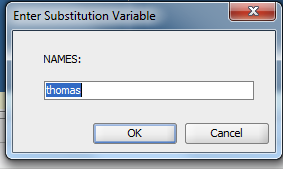 Enter Substitution Variable
NAMES:
thomas
OK Cancel